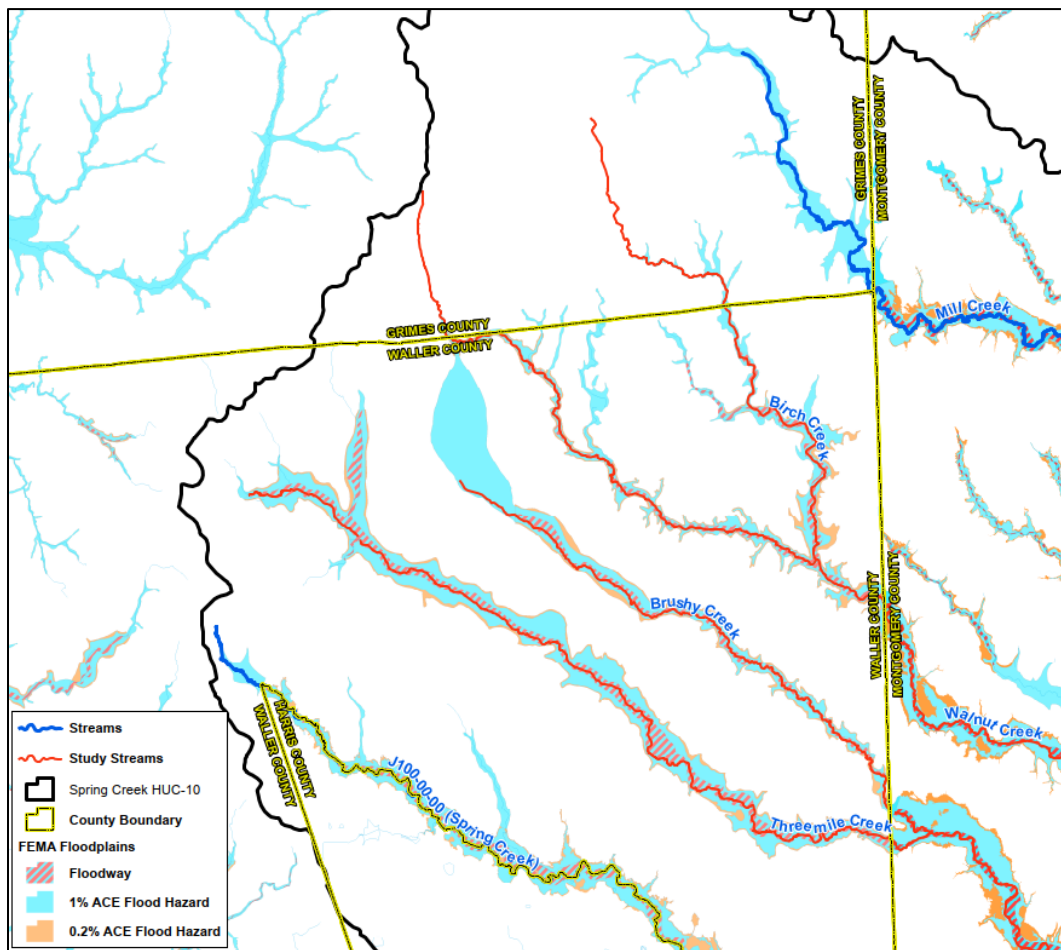 GRIMES COUNTY
MONTGOMERY COUNTY
Mill Creek
GRIMES COUNTY
WALLER COUNTY
Birch Creek
Brushy Creek
WALLER COUNTY
MONTGOMERY COUNTY
Walnut Creek
HARRIS COUNTY
WALLER COUNTY
J100-00-00 (Spring Creek)
Threemile Creek
Streams
Study Streams
Spring Creek HUC-10
County Boundary
FEMA Floodplains
Floodway
1% ACE Flood Hazard
0.2% ACE Flood Hazard